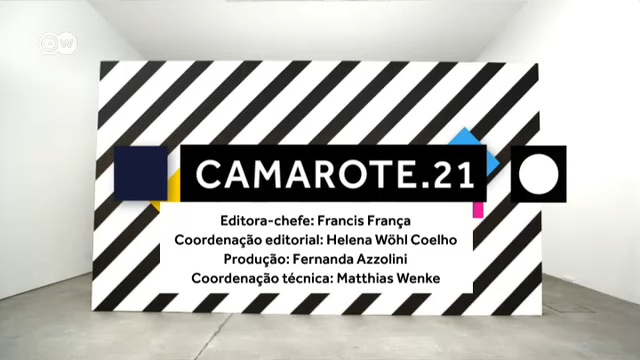 DW
CAMAROTE.21
Editora-chefe: Francis França
Coordenação editorial: Helena Wöhl Coelho
Produção: Fernanda Azzolini
Coordenação técnica: Matthias Wenke